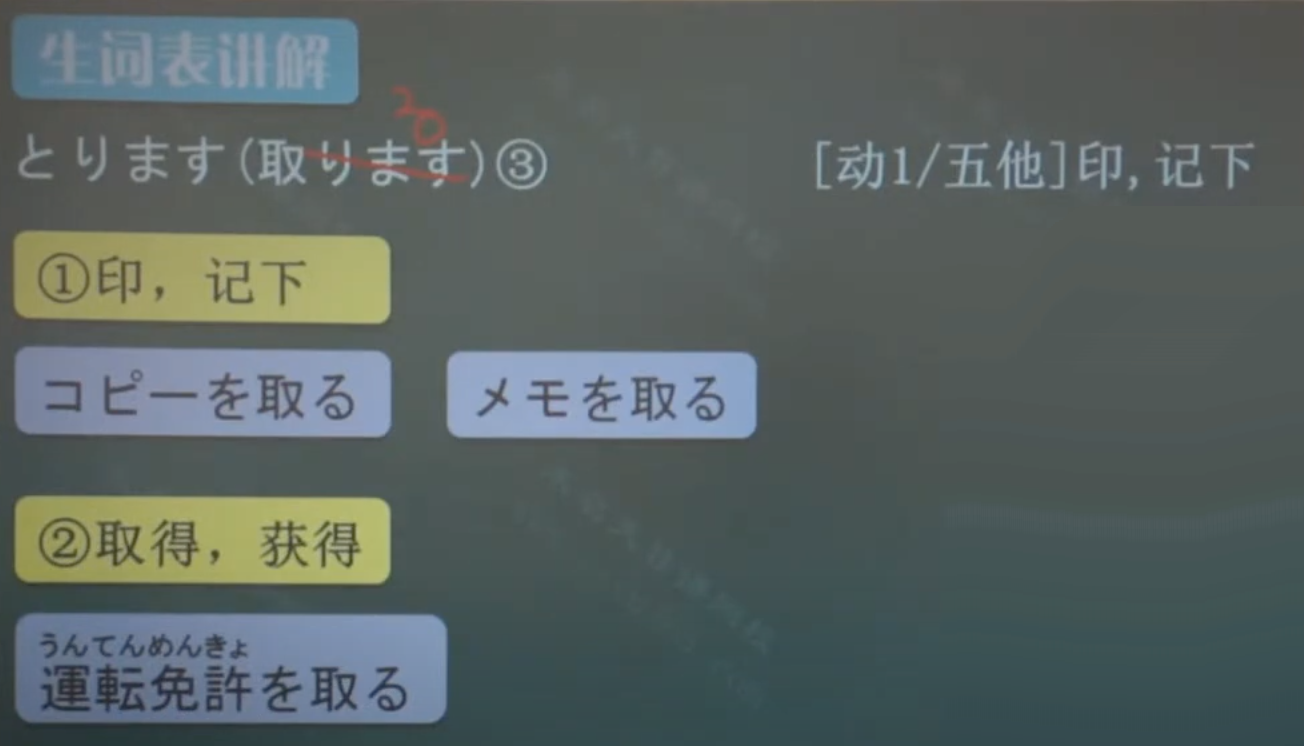 生词表讲解
る
とります(取ります)③ [动1/五他]印,记下
①印，记下
コピーを取る メモを取る
②取得，获得
うんてんめんきょ
運転免許を取る